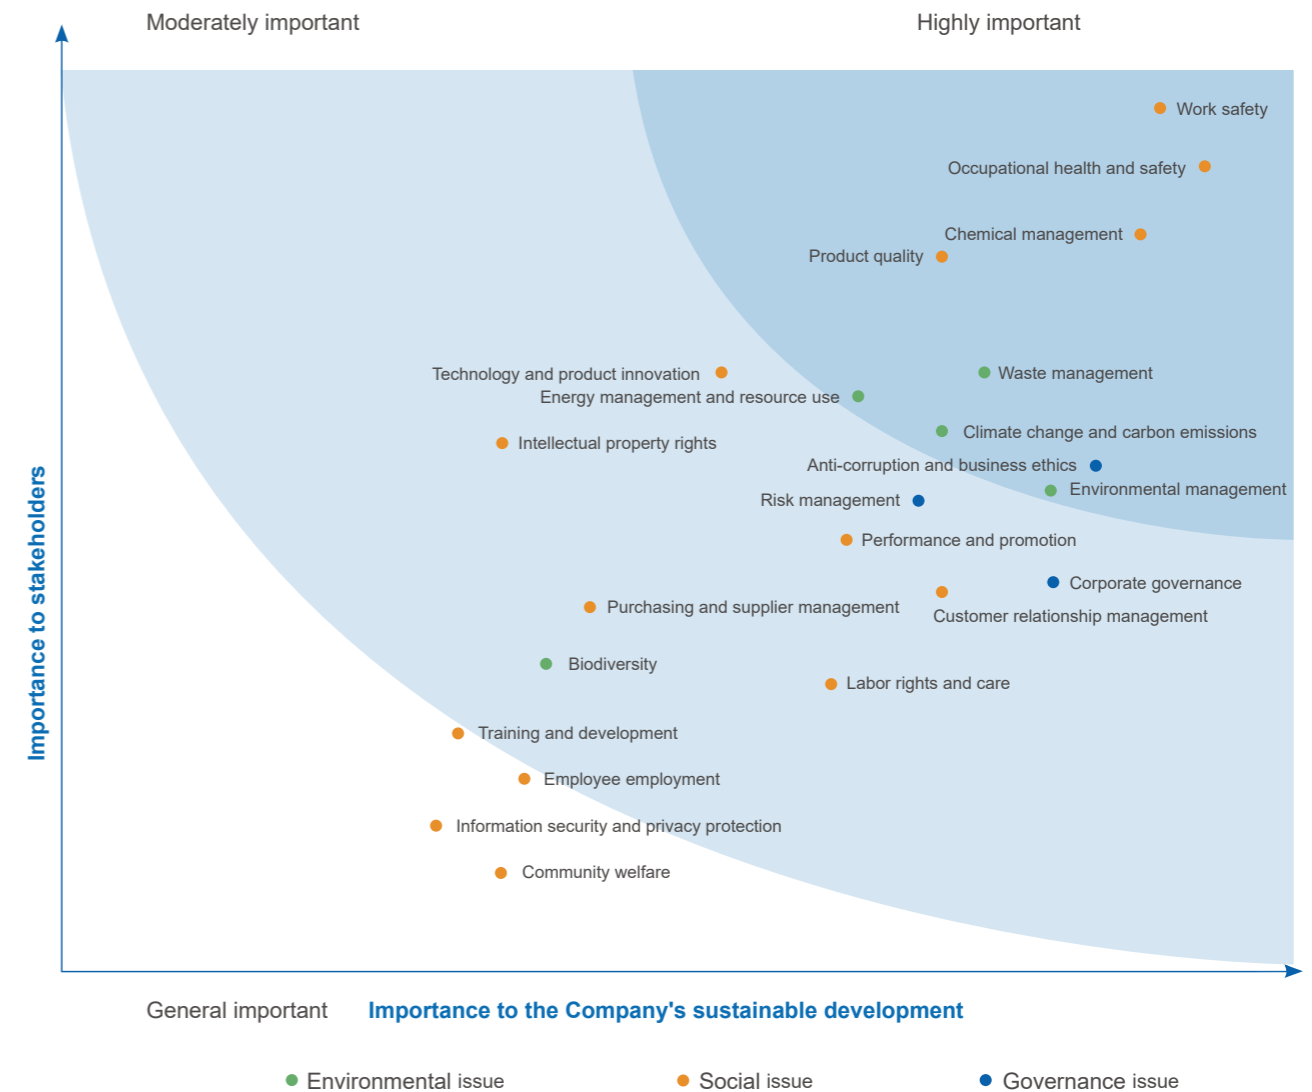 Moderately important
Highly important
Work safety
Occupational health and safety
Chemical management
Product quality
Technology and product innovation
Waste management
Energy management and resource use
Climate change and carbon emissions
Intellectual property rights
Anti-corruption and business ethics
Environmental management
Risk management
Performance and promotion
Corporate governance
Purchasing and supplier management
Customer relationship management
Biodiversity
Labor rights and care
Training and development
Employee employment
Information security and privacy protection
Community welfare
Importance to stakeholders
General important
Importance to the Company's sustainable development
Environmental issue
Social issue
Governance issue